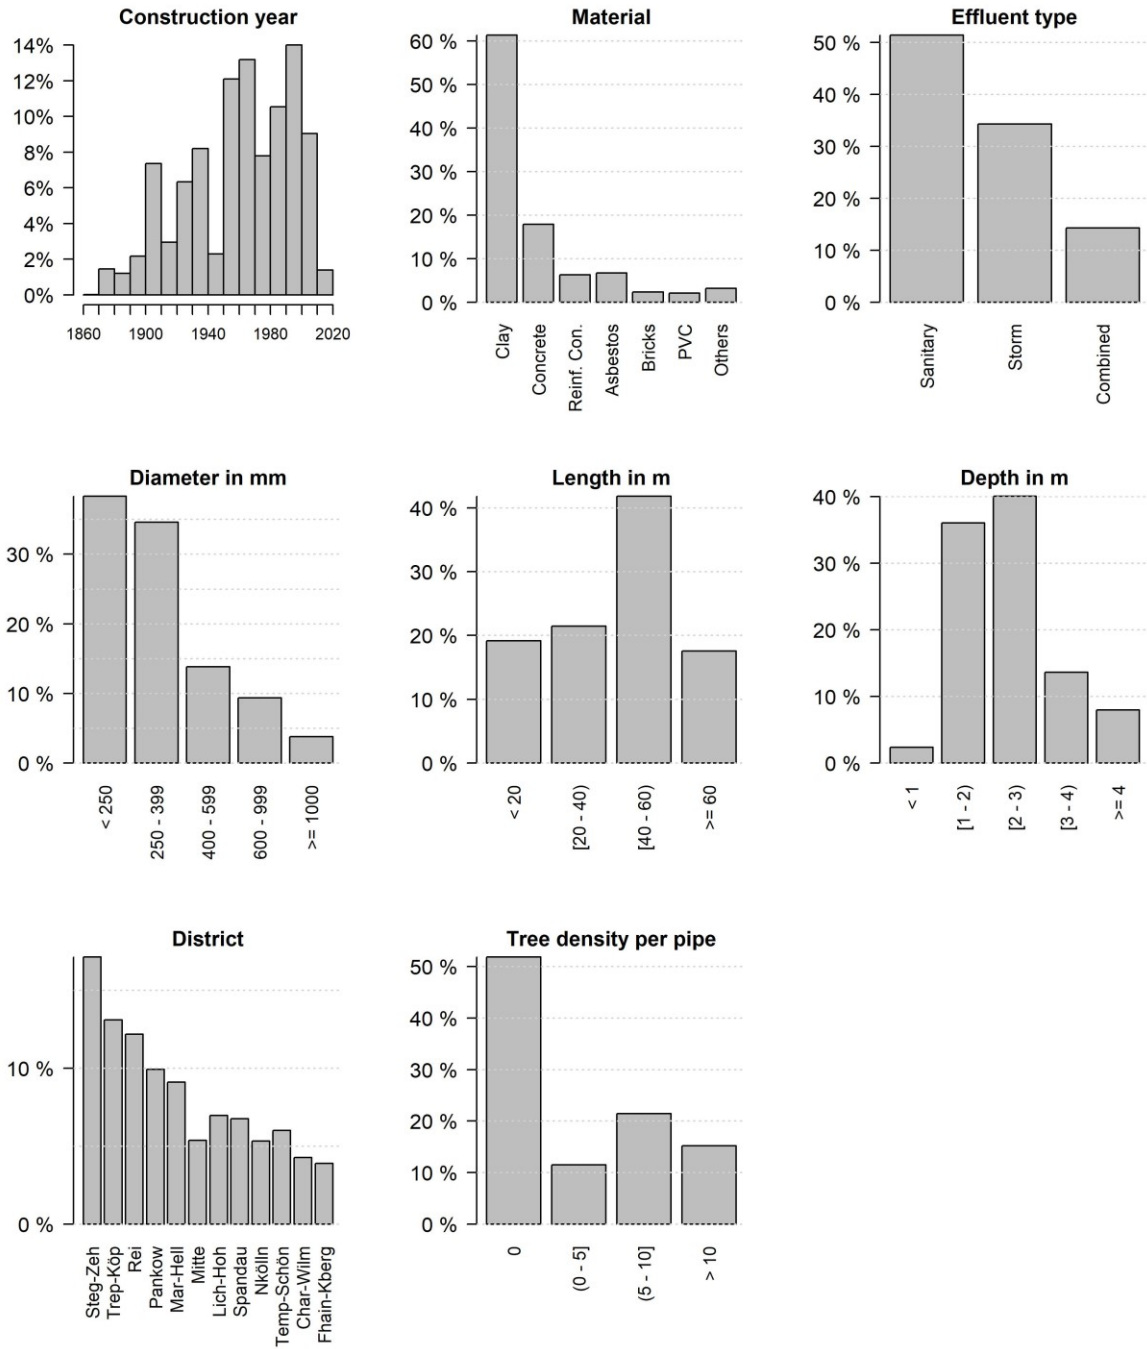 Construction year
14%
12%
10%
8%
6%
4%
2%
0%
1860 1900 1940 1980 2020
Material
60 %
50 %
40 %
30 %
20 %
10 %
0 %
Clay
Concrete
Reinf. Con.
Asbestos
Bricks
PVC
Others
Effluent type
50 %
40 %
30 %
20 %
10 %
0 %
Sanitary
Storm
Combined
Diameter in mm
30 %
20 %
10 %
0 %
< 250
250 - 399
400 - 599
600 - 999
>= 1000
Length in m
40 %
30 %
20 %
10 %
0 %
< 20
[20 - 40)
[40 - 60)
>= 60
Depth in m
40 %
30 %
20 %
10 %
0 %
< 1
[1 - 2)
[2 - 3)
[3 - 4)
>= 4
District
10 %
0 %
Steg-Zeh
Trep-Köp
Rei
Pankow
Mar-Hell
Mitte
Lich-Hoh
Spandau
Nkölln
Temp-Schön
Char-Wilm
Fhain-Kberg
Tree density per pipe
50 %
40 %
30 %
20 %
10 %
0 %
0
(0 - 5]
(5 - 10]
> 10